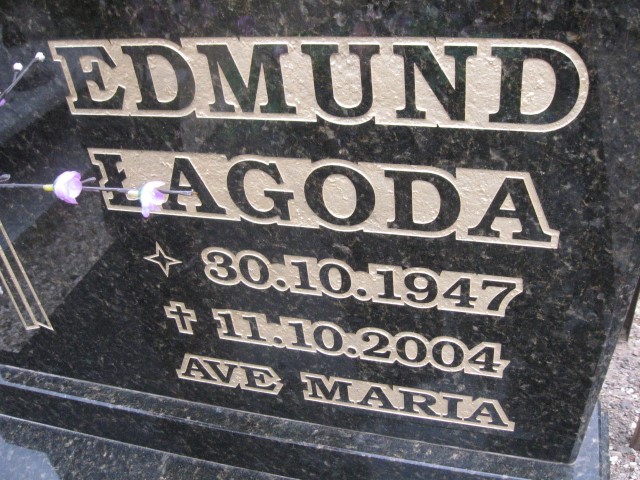 EDMUND
ŁAGODA
30.10.1947
11.10.2004
AVE MARIA